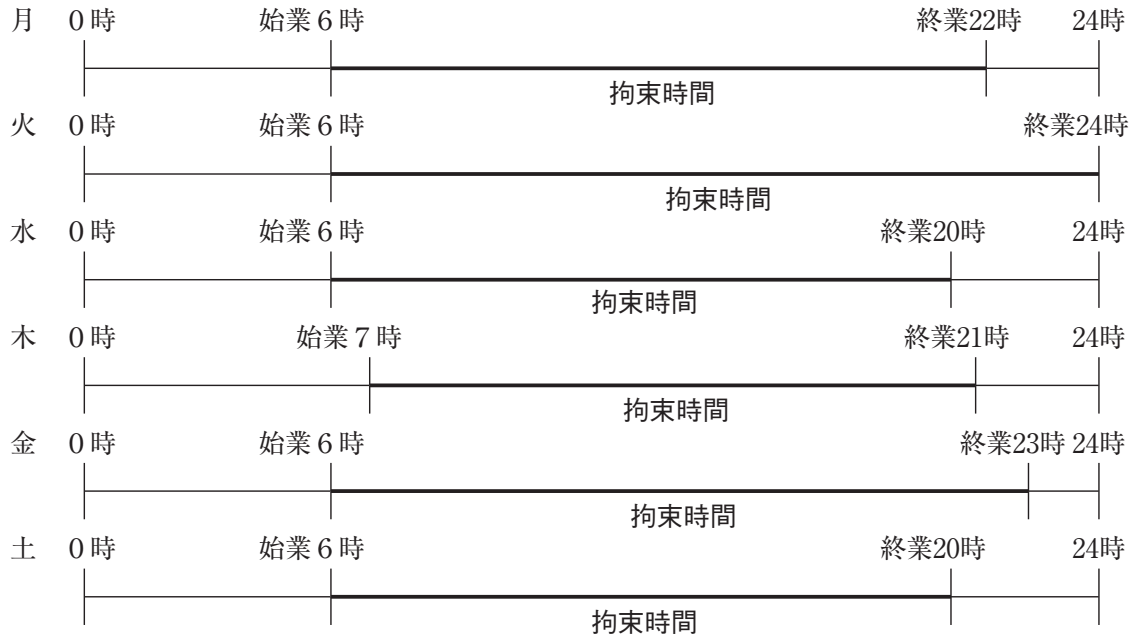 月 0時 始業6時 終業22時 24時
拘束時間
火 0時 始業6時 終業24時
拘束時間
水 0時 始業6時 終業20時 24時
拘束時間
木 0時 始業7時 終業21時 24時
拘束時間
金 0時 始業6時 終業23時 24時
拘束時間
土 0時 始業6時 終業20時 24時
拘束時間